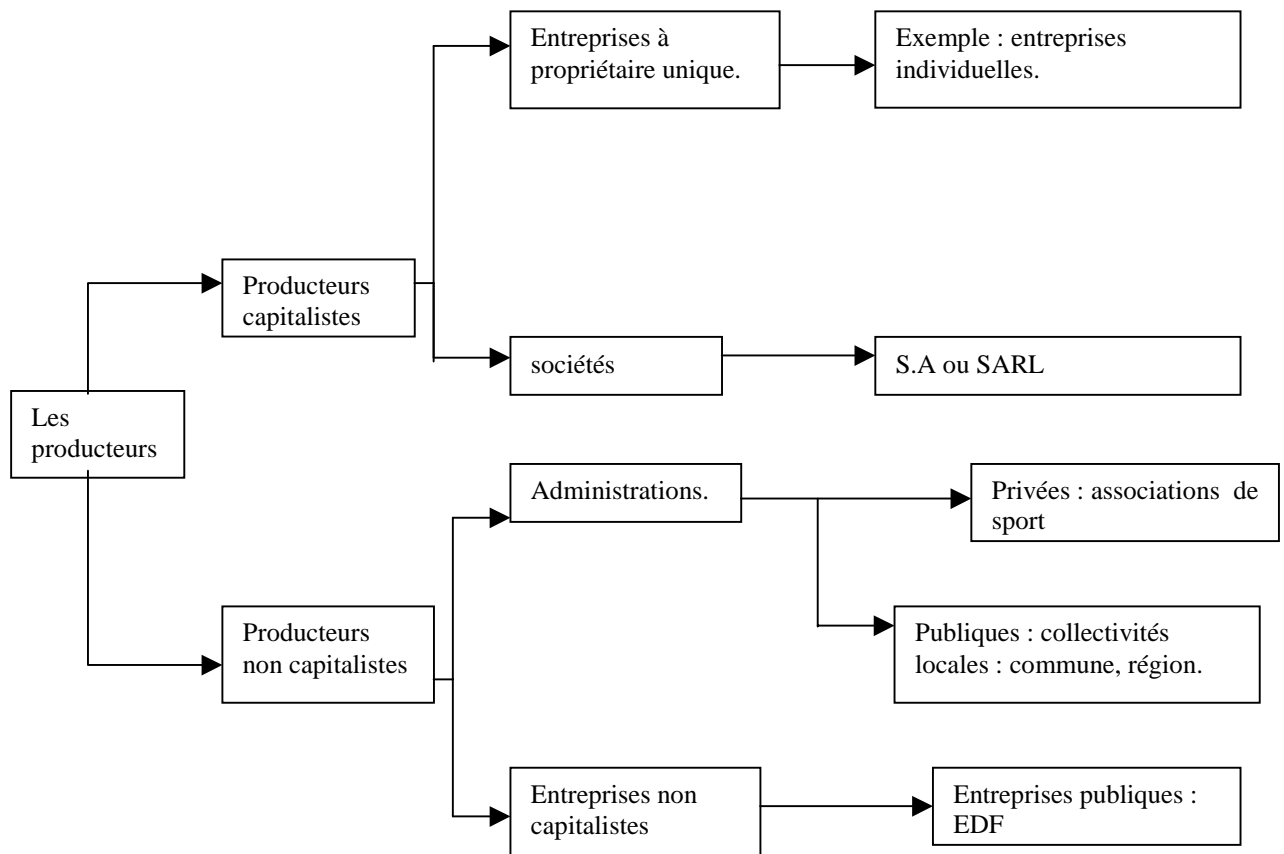 Entreprises à
propriétaire unique.
Exemple : entreprises
individuelles.
Producteurs
capitalistes
sociétés
S.A ou SARL
Les
producteurs
Administrations.
Privées : associations de
sport
Producteurs
non capitalistes
Publiques : collectivités
locales : commune, région.
Entreprises non
capitalistes
Entreprises publiques :
EDF